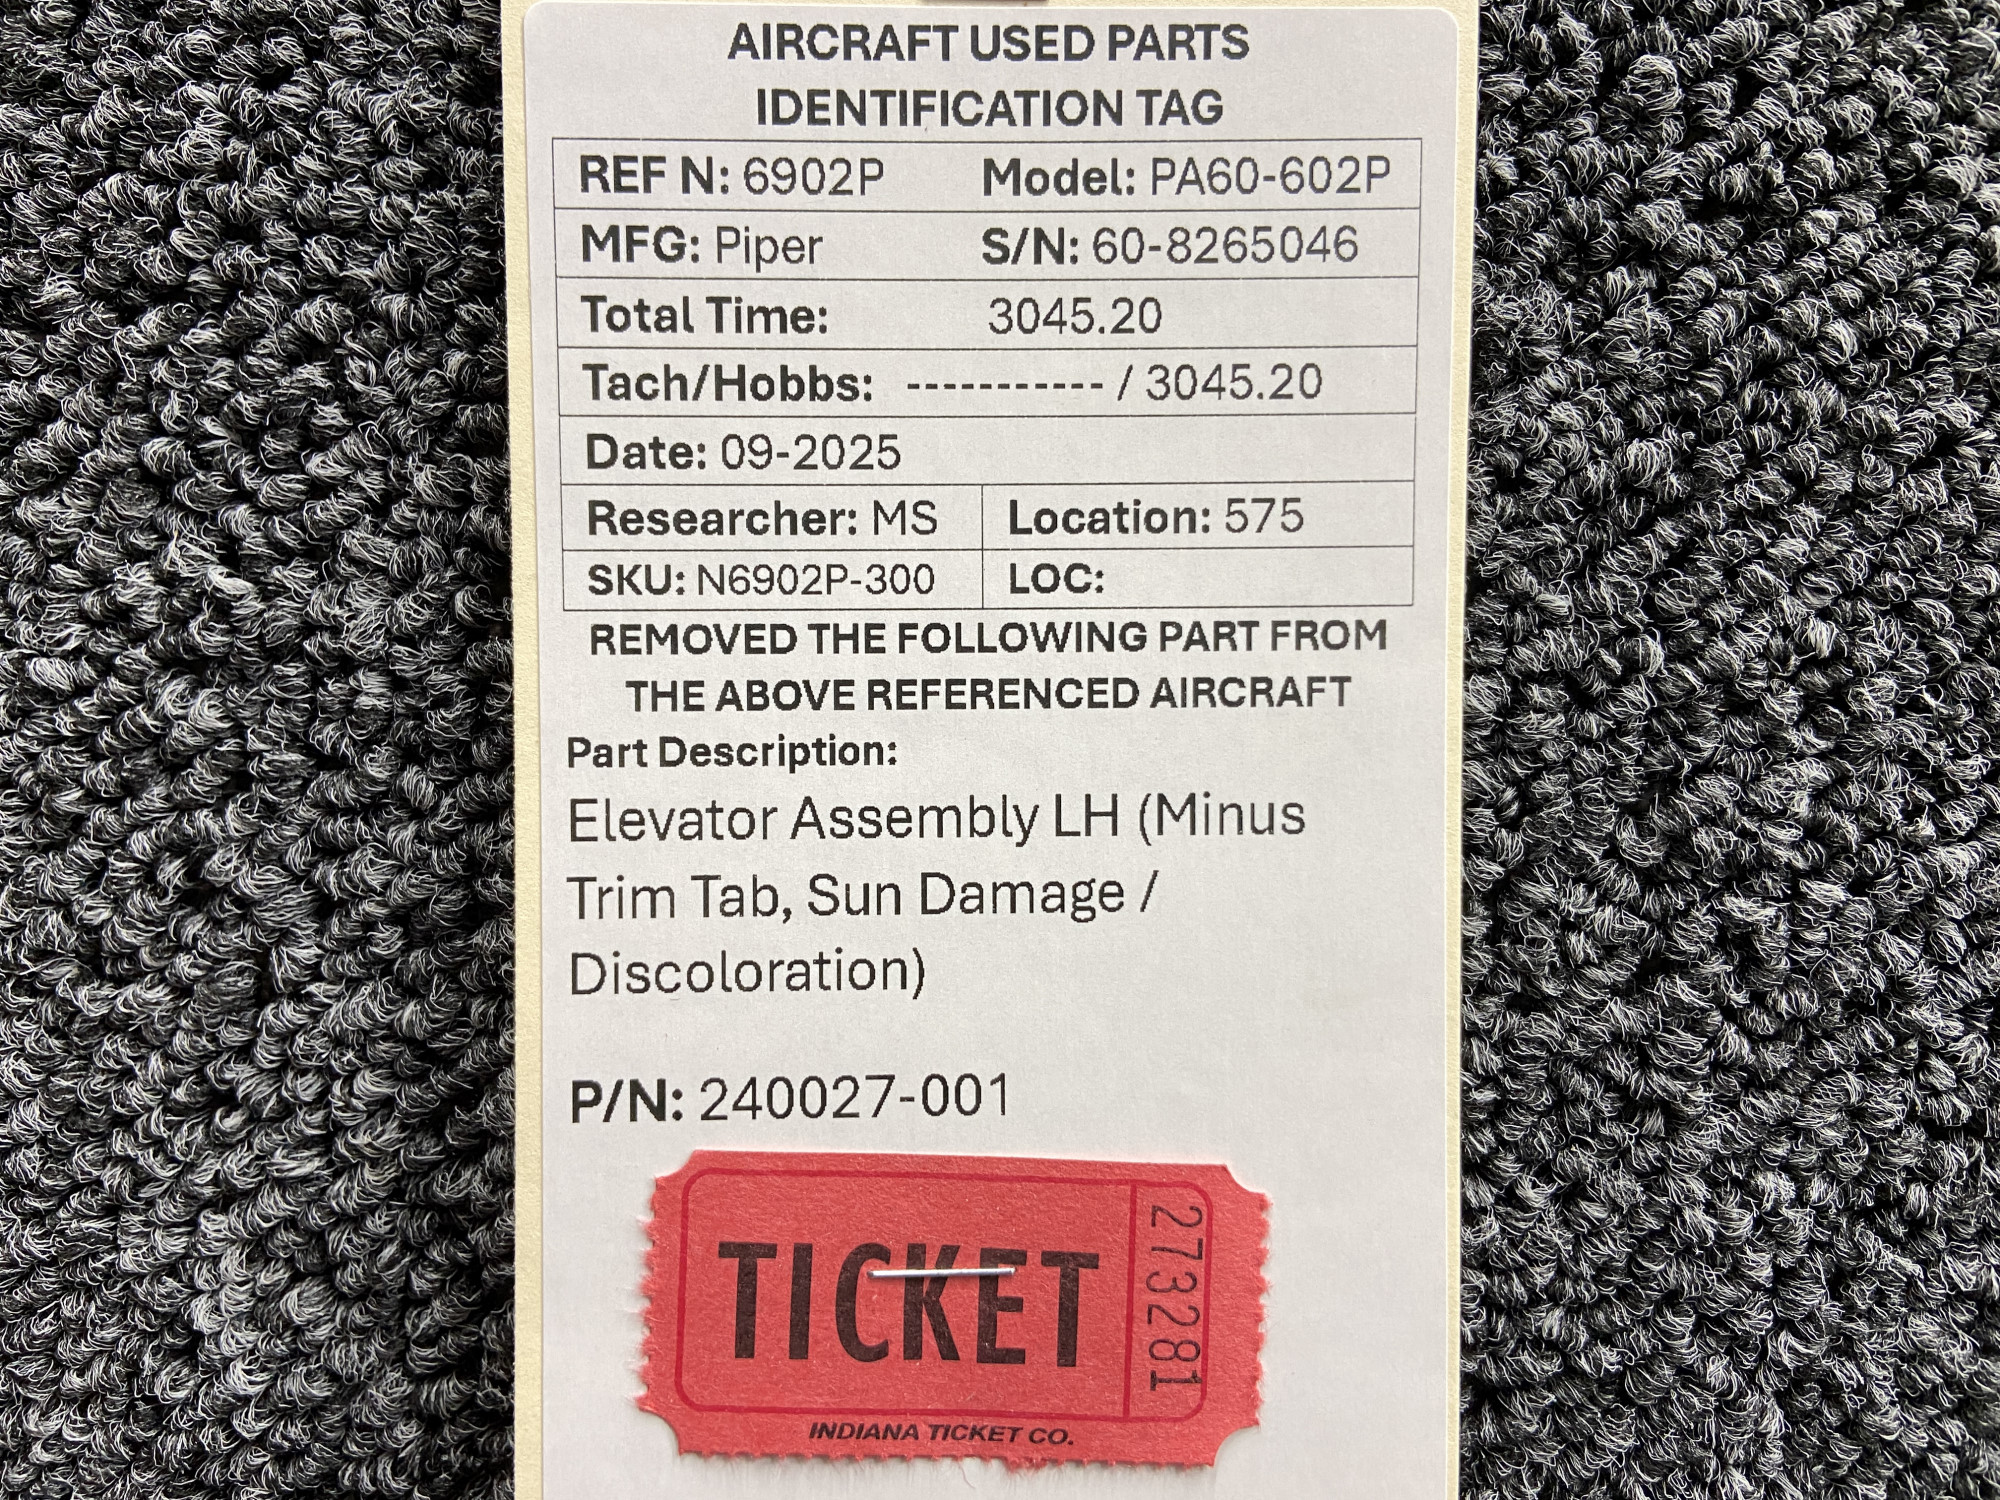 AIRCRAFT USED PARTS
IDENTIFICATION TAG
REF N: 6902P Model: PA60-602P
MFG: Piper S/N: 60-8265046
Total Time: 3045.20
Tach/Hobbs: ----------- / 3045.20
Date: 09-2025
Researcher: MS Location: 575
SKU: N6902P-300 LOC:
REMOVED THE FOLLOWING PART FROM
THE ABOVE REFERENCED AIRCRAFT
Part Description:
Elevator Assembly LH (Minus
Trim Tab, Sun Damage /
Discoloration)
P/N: 240027-001
TICKET
273281
INDIANA TICKET CO.